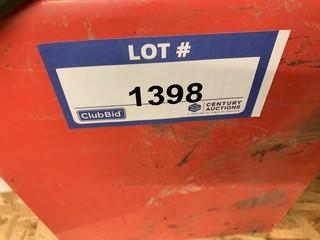 LOT #
1398
ClubBid
CENTURY
AUCTIONS